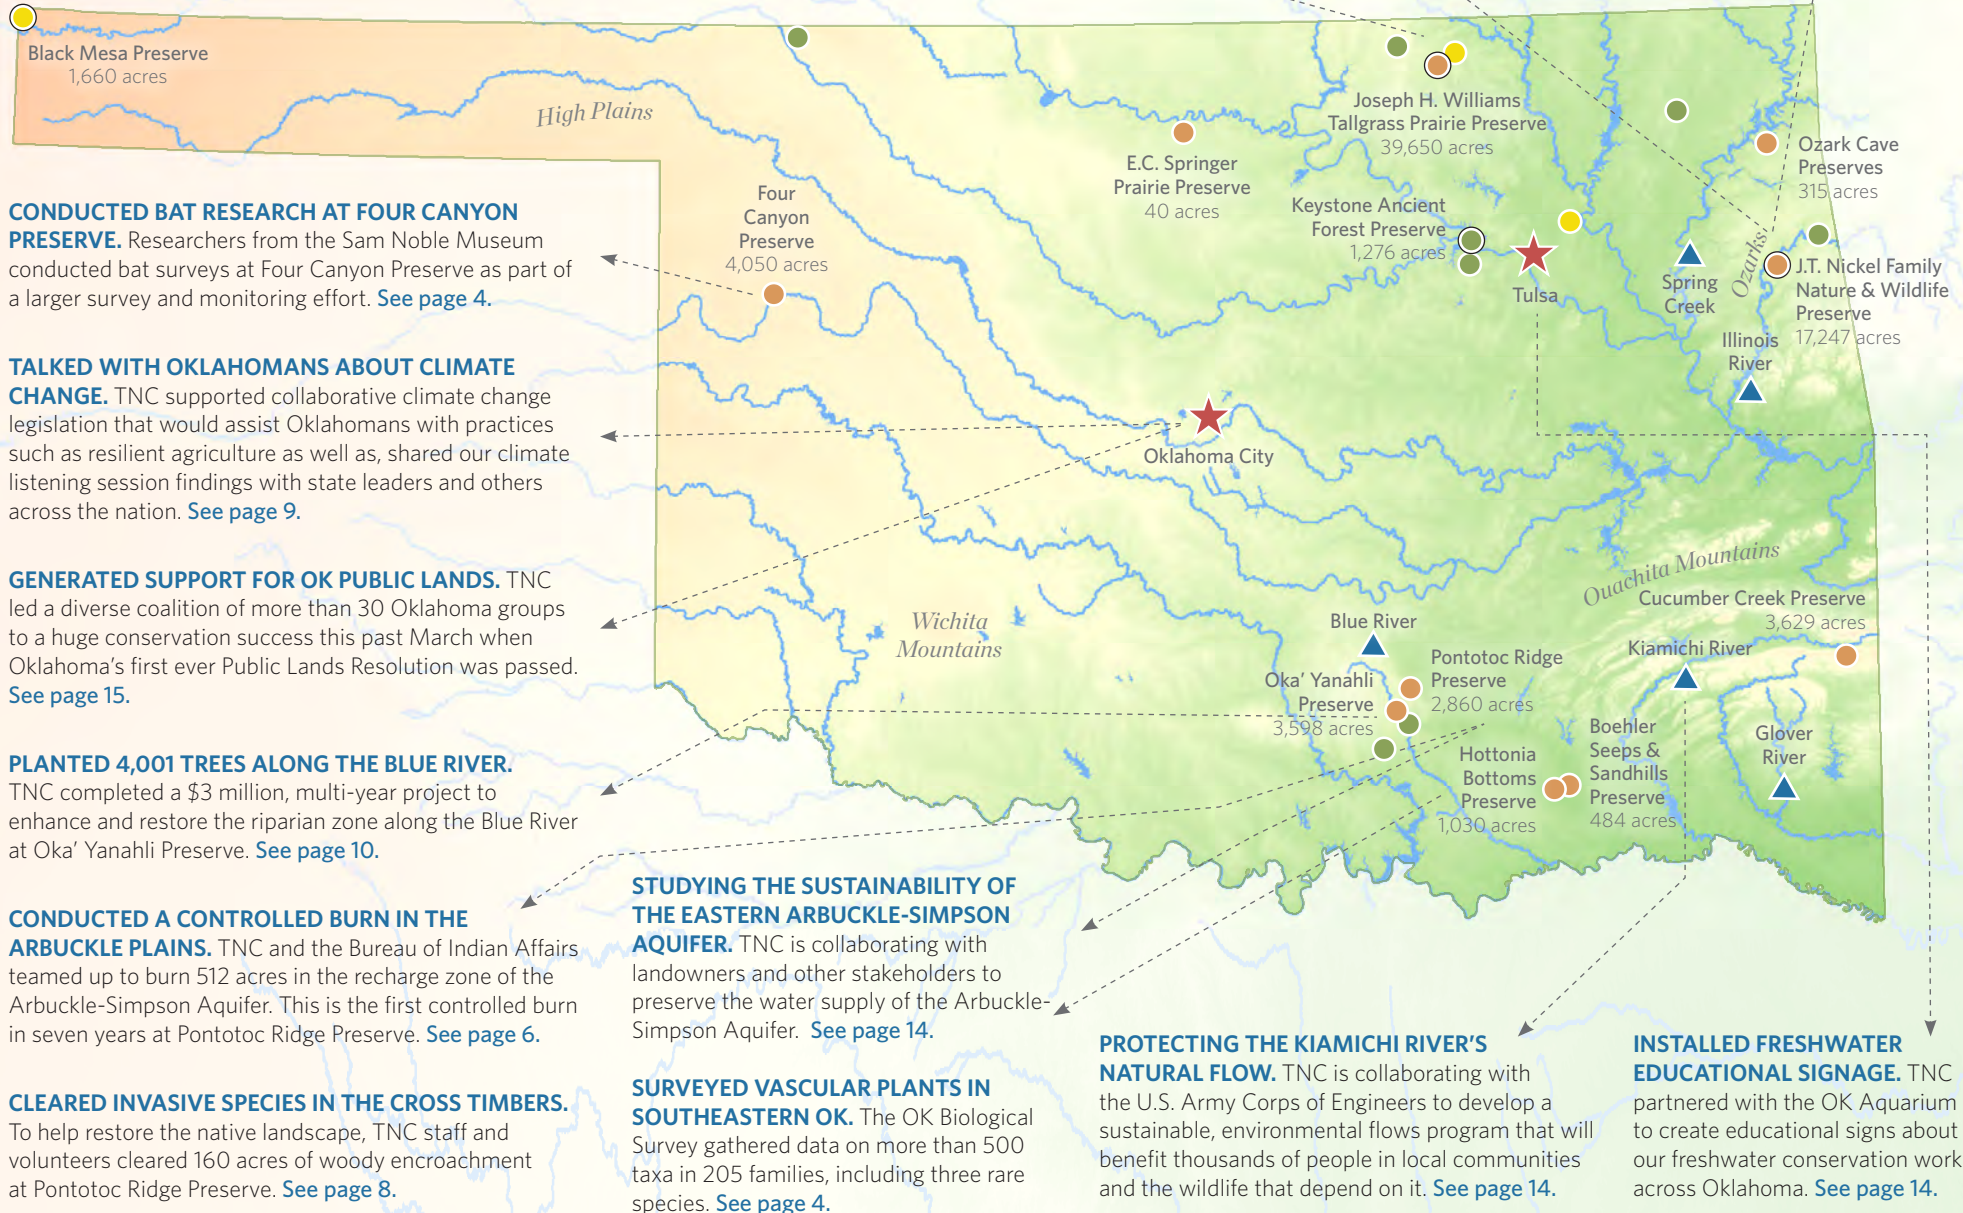 Black Mesa Preserve
1,660 acres
High Plains
Four
Canyon
Preserve
4,050 acres
E.C. Springer
Prairie Preserve
40 acres
Joseph H. Williams
Tallgrass Prairie Preserve
39,650 acres
Keystone Ancient
Forest Preserve
1,276 acres
Tulsa
Ozark Cave
Preserves
315 acres
Spring
Creek
Ozarks
J.T. Nickel Family
Nature & Wildlife
Preserve
17,247 acres
Illinois
River
Oklahoma City
Wichita
Mountains
Ouachita Mountains
Cucumber Creek Preserve
3,629 acres
Blue River
Kiamichi River
Pontotoc Ridge
Preserve
2,860 acres
Oka' Yanahli
Preserve
3,598 acres
Hottonia
Bottoms
Preserve
1,030 acres
Boehler
Seeps &
Sandhills
Preserve
484 acres
Glover
River
CONDUCTED BAT RESEARCH AT FOUR CANYON
PRESERVE. Researchers from the Sam Noble Museum
conducted bat surveys at Four Canyon Preserve as part of
a larger survey and monitoring effort. See page 4.
TALKED WITH OKLAHOMANS ABOUT CLIMATE
CHANGE. TNC supported collaborative climate change
legislation that would assist Oklahomans with practices
such as resilient agriculture as well as, shared our climate
listening session findings with state leaders and others
across the nation. See page 9.
GENERATED SUPPORT FOR OK PUBLIC LANDS. TNC
led a diverse coalition of more than 30 Oklahoma groups
to a huge conservation success this past March when
Oklahoma's first ever Public Lands Resolution was passed.
See page 15.
PLANTED 4,001 TREES ALONG THE BLUE RIVER.
TNC completed a $3 million, multi-year project to
enhance and restore the riparian zone along the Blue River
at Oka' Yanahli Preserve. See page 10.
CONDUCTED A CONTROLLED BURN IN THE
ARBUCKLE PLAINS. TNC and the Bureau of Indian Affairs
teamed up to burn 512 acres in the recharge zone of the
Arbuckle-Simpson Aquifer. This is the first controlled burn
in seven years at Pontotoc Ridge Preserve. See page 6.
CLEARED INVASIVE SPECIES IN THE CROSS TIMBERS.
To help restore the native landscape, TNC staff and
volunteers cleared 160 acres of woody encroachment
at Pontotoc Ridge Preserve. See page 8.
STUDYING THE SUSTAINABILITY OF
THE EASTERN ARBUCKLE-SIMPSON
AQUIFER. TNC is collaborating with
landowners and other stakeholders to
preserve the water supply of the Arbuckle-
Simpson Aquifer. See page 14.
SURVEYED VASCULAR PLANTS IN
SOUTHEASTERN OK. The OK Biological
Survey gathered data on more than 500
taxa in 205 families, including three rare
species. See page 4.
PROTECTING THE KIAMICHI RIVER'S
NATURAL FLOW. TNC is collaborating with
the U.S. Army Corps of Engineers to develop a
sustainable, environmental flows program that will
benefit thousands of people in local communities
and the wildlife that depend on it. See page 14.
INSTALLED FRESHWATER
EDUCATIONAL SIGNAGE. TNC
partnered with the OK Aquarium
to create educational signs about
our freshwater conservation work
across Oklahoma. See page 14.